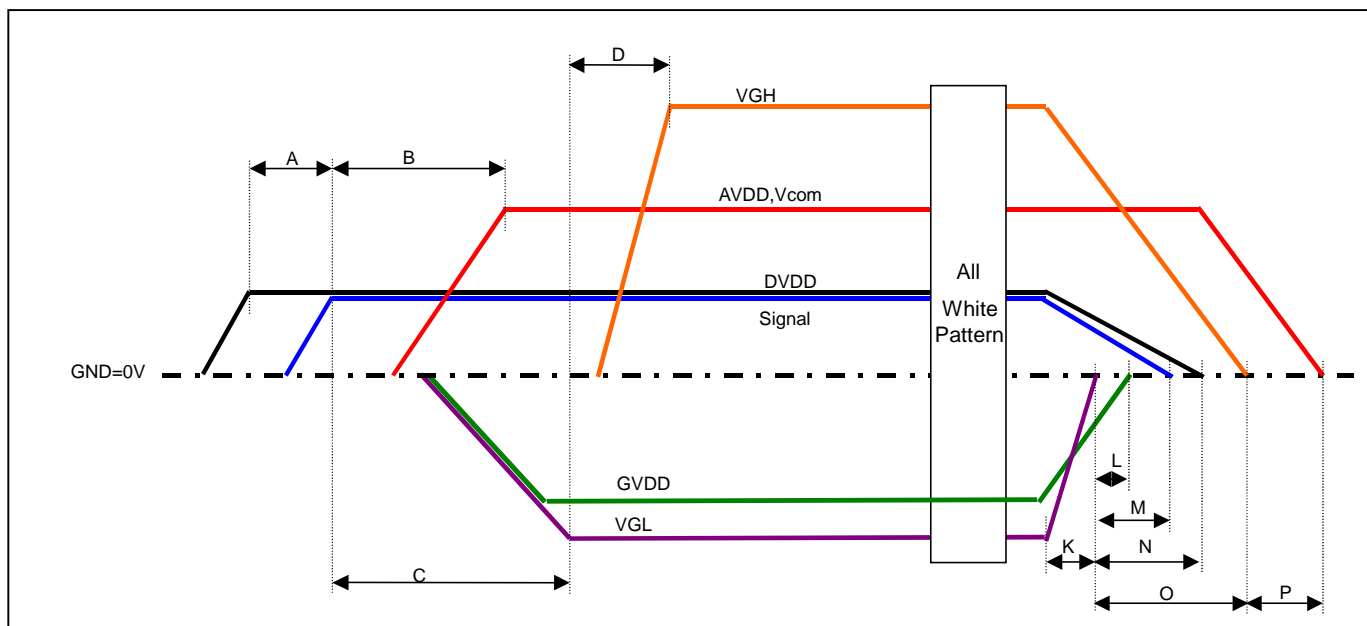 D
VGH
A
B
AVDD,Vcom
All
White
Pattern
DVDD
Signal
GND=0V
L
GVDD
M
VGL
K
N
C
O
P